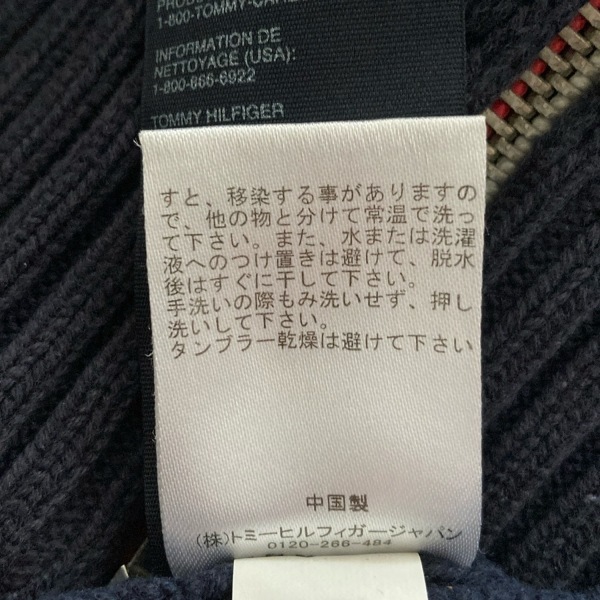 1-800-TOMMY-CARE
INFORMATION DE
NETTOYAGE (USA):
1-800-666-6922
TOMMY HILFIGER
すと、移染する事がありますの
で、他の物と分けて常温で洗っ
て下さい。また、水または洗濯
液へのつけ置きは避けて、脱水
後はすぐに干して下さい。
手洗いの際もみ洗いせず、押し
洗いして下さい。
タンブラー乾燥は避けて下さい
中国製
(株)トミーヒルフィガージャパン
0120-266-484